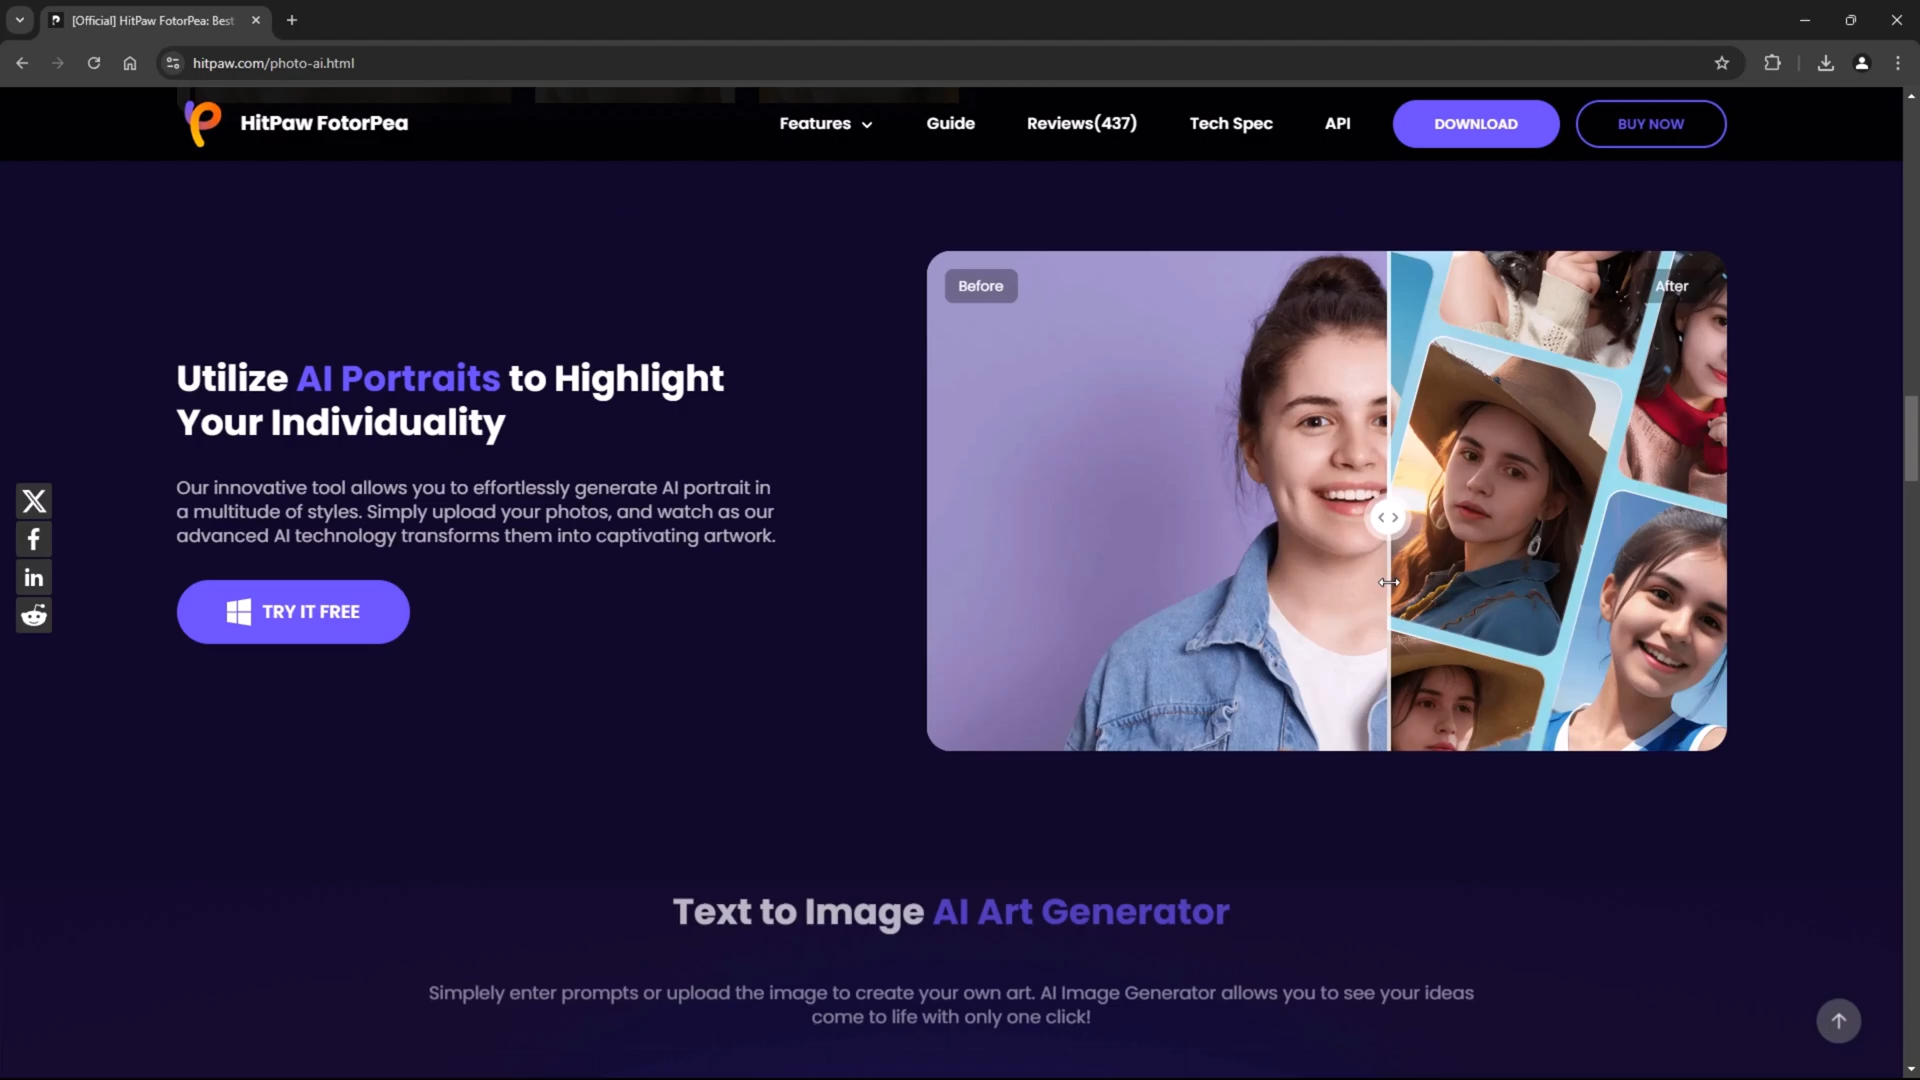 [Official] HitPaw FotorPea: Best
hitpaw.com/photo-ai.html
HitPaw FotorPea
Features
Guide
Reviews(437)
Tech Spec
API
DOWNLOAD
BUY NOW
Before
After
Utilize AI Portraits to Highlight
Your Individuality
Our innovative tool allows you to effortlessly generate AI portrait in
a multitude of styles. Simply upload your photos, and watch as our
advanced AI technology transforms them into captivating artwork.
TRY IT FREE
Text to Image AI Art Generator
Simplely enter prompts or upload the image to create your own art. AI Image Generator allows you to see your ideas
come to life with only one click!